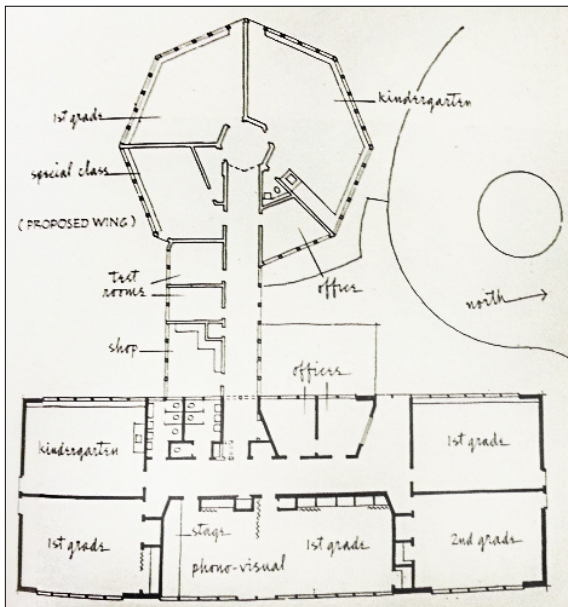 1st grade
kindergarten
special class
(PROPOSED WING)
test
rooms
office
north
shop
offices
kindergarten
1st grade
1st grade
stage
phono-visual
1st grade
2nd grade